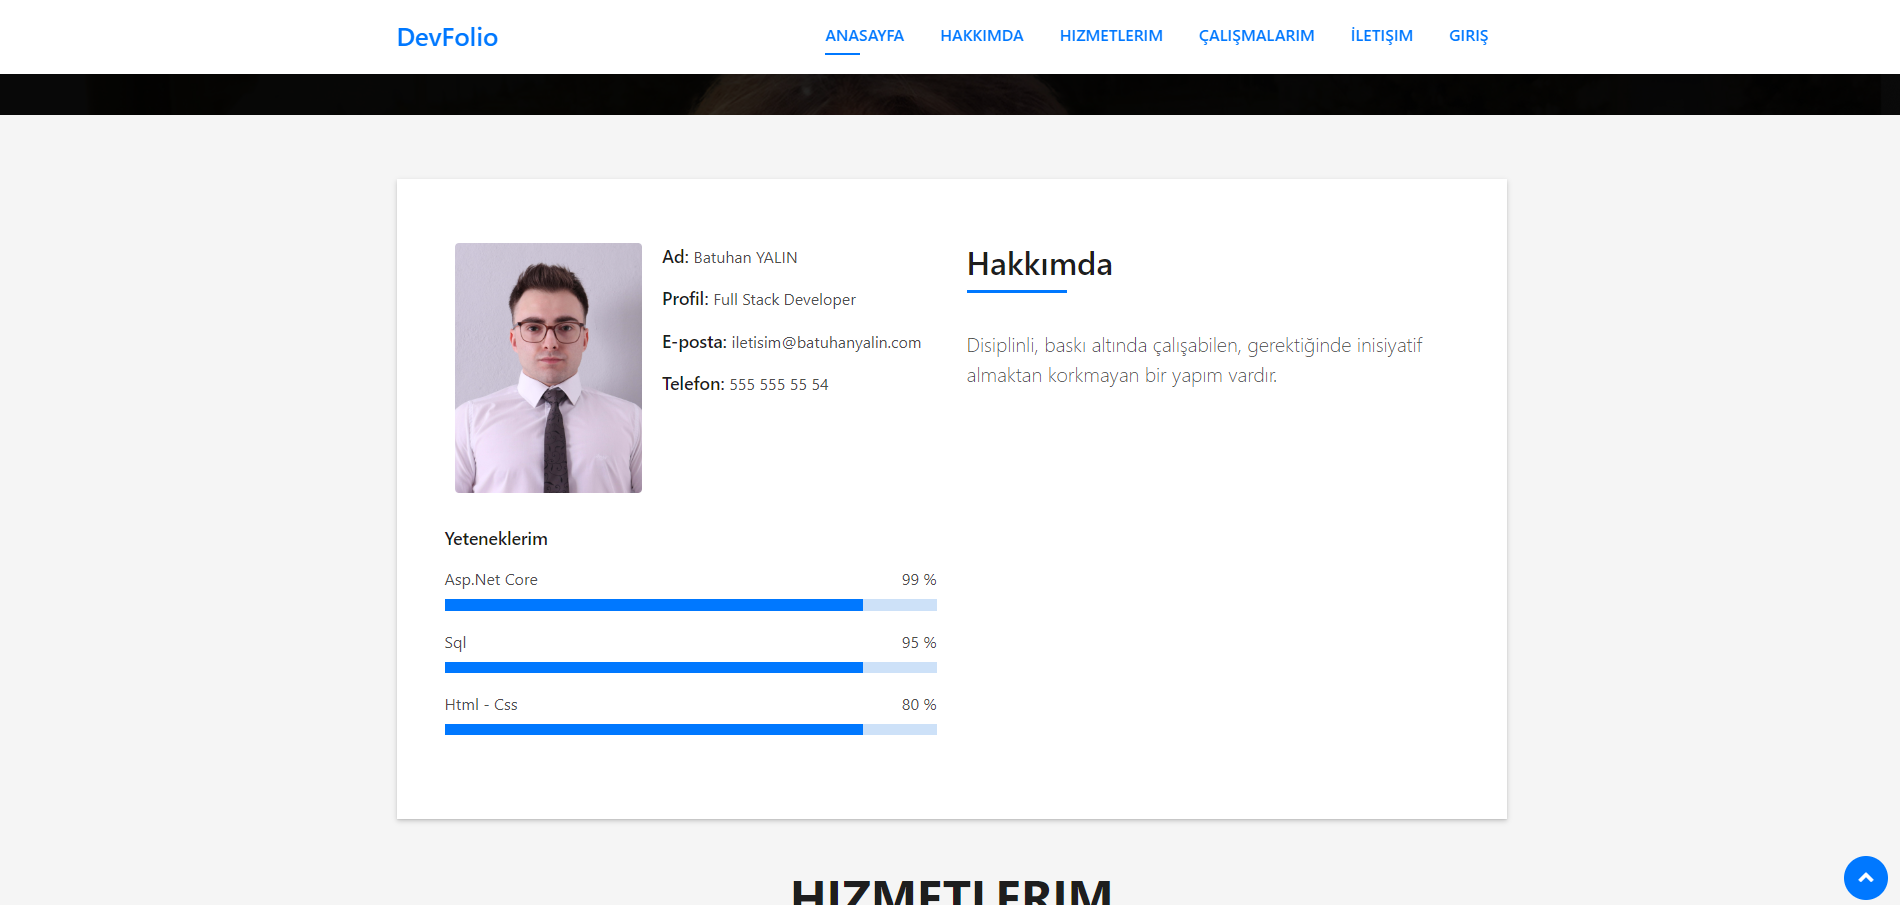 DevFolio
ANASAYFA
HAKKIMDA
HIZMETLERIM
ÇALIŞMALARIM
İLETIŞIM
GIRIŞ
Ad: Batuhan YALIN
Profil: Full Stack Developer
E-posta: iletisim@batuhanyalin.com
Telefon: 555 555 55 54
Yeteneklerim
Asp.Net Core 99 %
Sql 95 %
Html - Css 80 %
Hakkımda
Disiplinli, baskı altında çalışabilen, gerektiğinde inisiyatif
almaktan korkmayan bir yapım vardır.
HIZMETLERIM